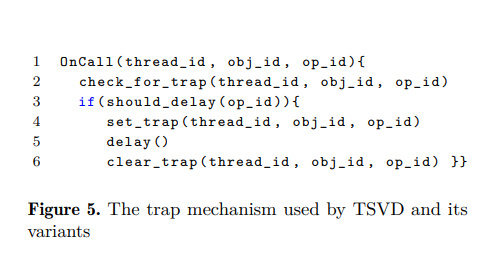 1 OnCall(thread_id, obj_id, op_id){
2 check_for_trap(thread_id, obj_id, op_id)
3 if(should_delay(op_id)){
4 set_trap(thread_id, obj_id, op_id)
5 delay()
6 clear_trap(thread_id, obj_id, op_id) }}
Figure 5. The trap mechanism used by TSVD and its
variants